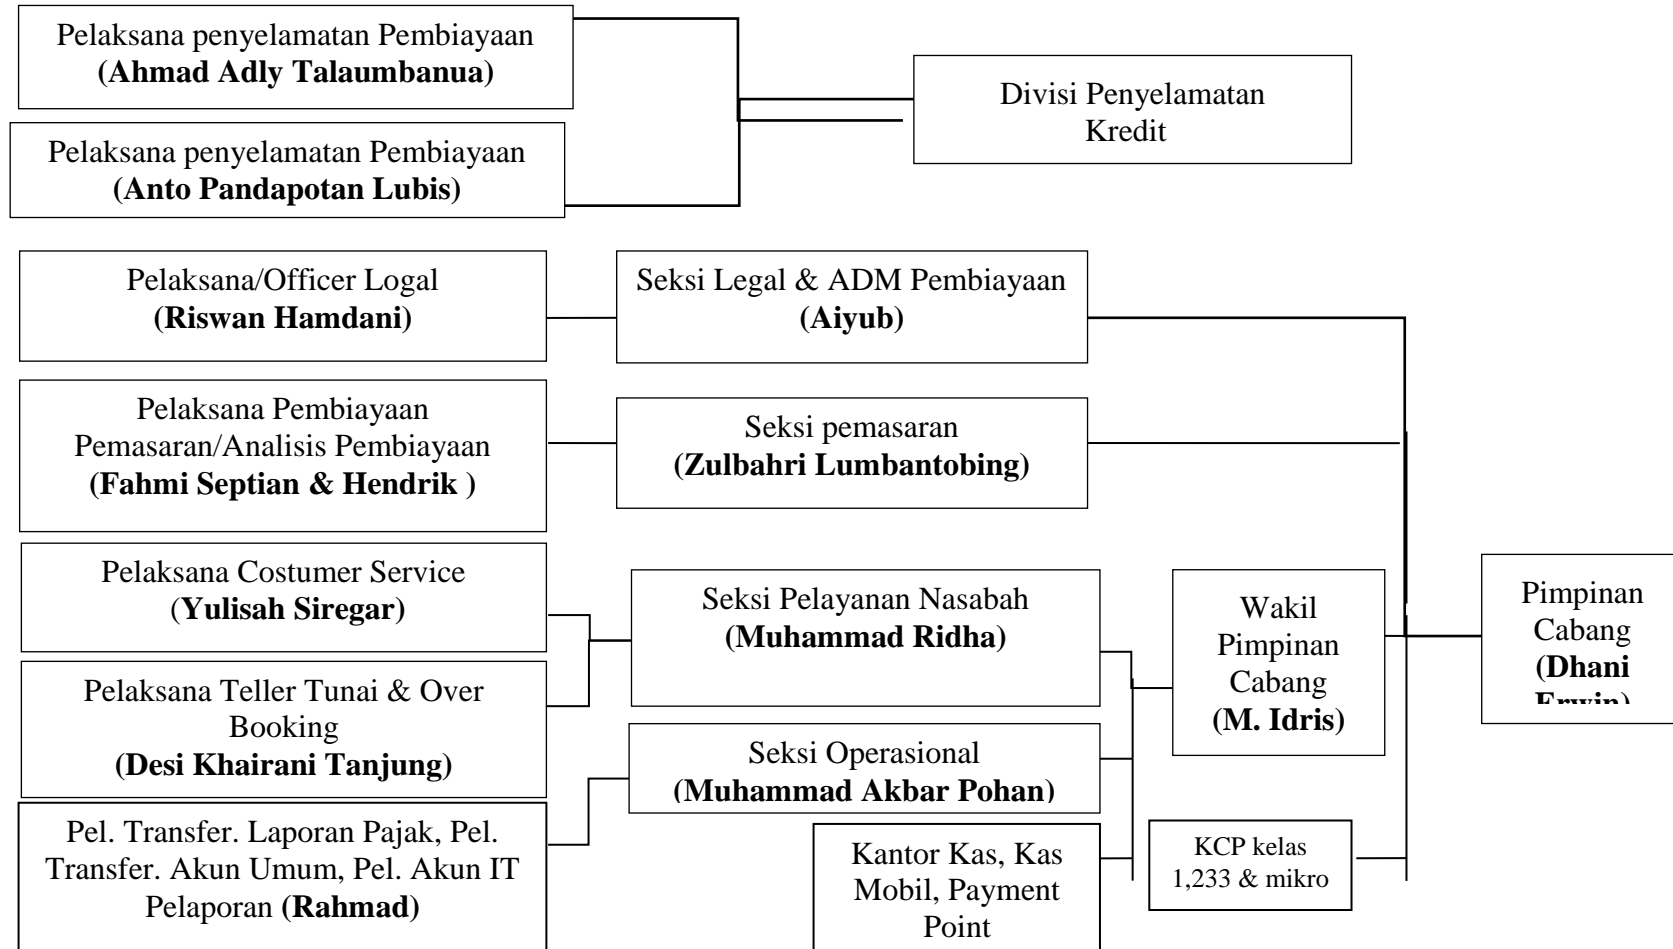 Pelaksana penyelamatan Pembiayaan
(Ahmad Adly Talaumbanua)
Divisi Penyelamatan
Kredit
Pelaksana penyelamatan Pembiayaan
(Anto Pandapotan Lubis)
Pelaksana/Officer Logal
(Riswan Hamdani)
Seksi Legal & ADM Pembiayaan
(Aiyub)
Pelaksana Pembiayaan
Pemasaran/Analisis Pembiayaan
(Fahmi Septian & Hendrik )
Seksi pemasaran
(Zulbahri Lumbantobing)
Pelaksana Costumer Service
(Yulisah Siregar)
Seksi Pelayanan Nasabah
(Muhammad Ridha)
Wakil
Pimpinan
Cabang
(M. Idris)
Pimpinan
Cabang
(Dhani
Erwin)
Pelaksana Teller Tunai & Over
Booking
(Desi Khairani Tanjung)
Seksi Operasional
(Muhammad Akbar Pohan)
Pel. Transfer. Laporan Pajak, Pel.
Transfer. Akun Umum, Pel. Akun IT
Pelaporan (Rahmad)
Kantor Kas, Kas
Mobil, Payment
Point
KCP kelas
1,233 & mikro